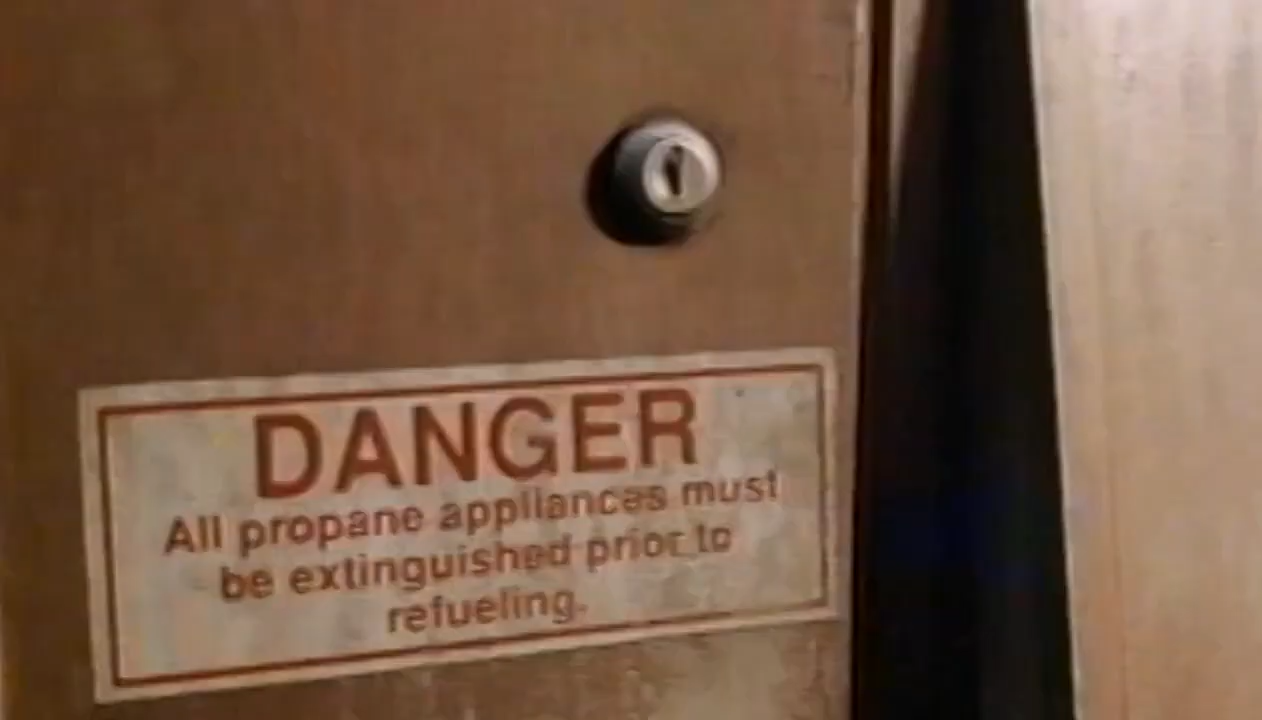 DANGER
All propane appliances must
be extinguished prior to
refueling.